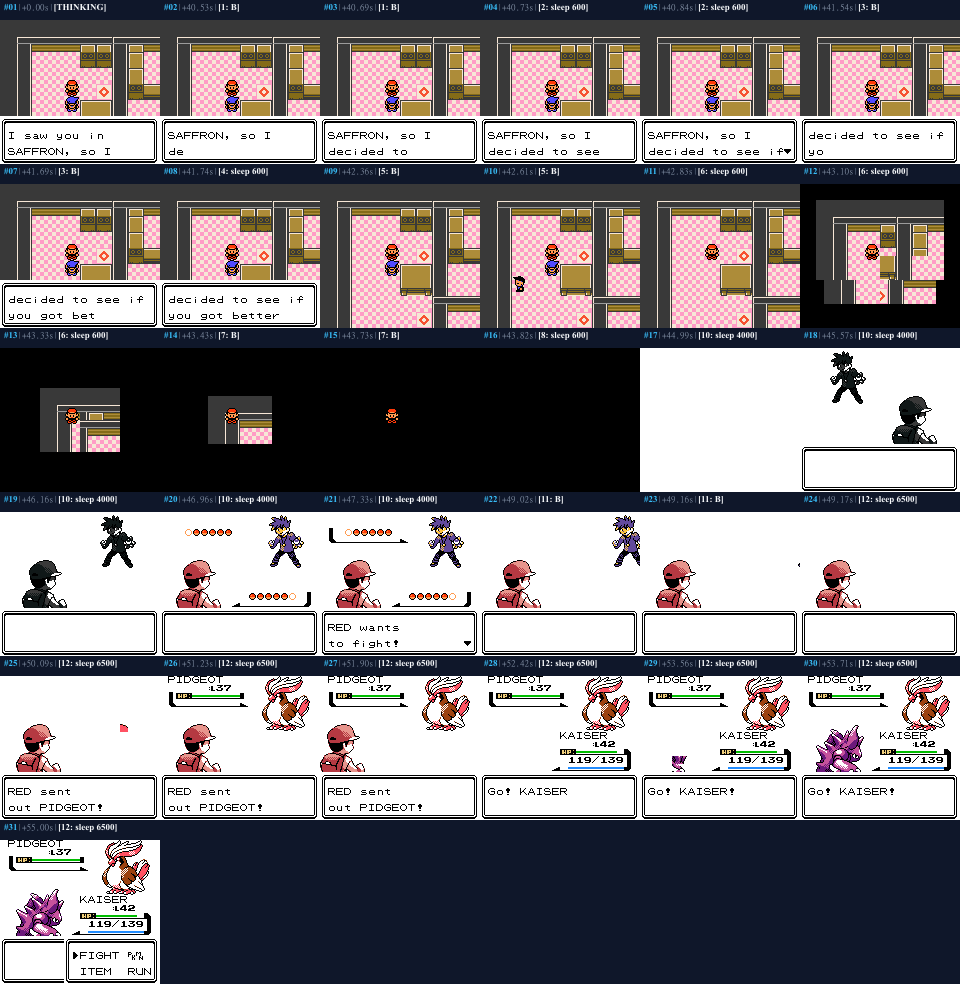 #01 | +0.00s | [THINKING]
I saw you in
SAFFRON, so I
#02 | +40.53s | [1: B]
SAFFRON, so I
de
#03 | +40.69s | [1: B]
SAFFRON, so I
decided to
#04 | +40.73s | [2: sleep 600]
SAFFRON, so I
decided to see
#05 | +40.84s | [2: sleep 600]
SAFFRON, so I
decided to see if
#06 | +41.54s | [3: B]
decided to see if
yo
#07 | +41.69s | [3: B]
decided to see if
you got bet
#08 | +41.74s | [4: sleep 600]
decided to see if
you got better
#09 | +42.36s | [5: B]
#10 | +42.61s | [5: B]
#11 | +42.83s | [6: sleep 600]
#12 | +43.10s | [6: sleep 600]
#13 | +43.33s | [6: sleep 600]
#14 | +43.43s | [7: B]
#15 | +43.73s | [7: B]
#16 | +43.82s | [8: sleep 600]
#17 | +44.99s | [10: sleep 4000]
#18 | +45.57s | [10: sleep 4000]
#19 | +46.16s | [10: sleep 4000]
#20 | +46.96s | [10: sleep 4000]
#21 | +47.33s | [10: sleep 4000]
RED wants
to fight!
#22 | +49.02s | [11: B]
#23 | +49.16s | [11: B]
#24 | +49.17s | [12: sleep 6500]
#25 | +50.09s | [12: sleep 6500]
RED sent
out PIDGEOT!
#26 | +51.23s | [12: sleep 6500]
PIDGEOT
:L37
HP:
RED sent
out PIDGEOT!
#27 | +51.90s | [12: sleep 6500]
PIDGEOT
:L37
HP:
RED sent
out PIDGEOT!
#28 | +52.42s | [12: sleep 6500]
PIDGEOT
:L37
HP:
KAISER
:L42
HP:
119/139
Go! KAISER
#29 | +53.56s | [12: sleep 6500]
PIDGEOT
:L37
HP:
KAISER
:L42
HP:
119/139
Go! KAISER!
#30 | +53.71s | [12: sleep 6500]
PIDGEOT
:L37
HP:
KAISER
:L42
HP:
119/139
Go! KAISER!
#31 | +55.00s | [12: sleep 6500]
PIDGEOT
:L37
HP:
KAISER
:L42
HP:
119/139
FIGHT PKMN
ITEM RUN